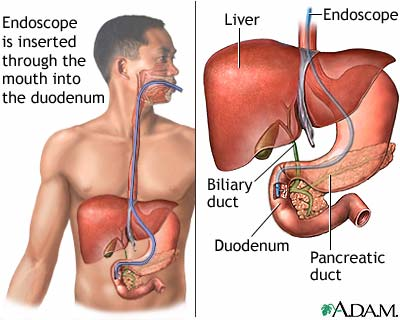 Endoscope
is inserted
through the
mouth into
the duodenum
Liver
Endoscope
Biliary
duct
Duodenum
Pancreatic
duct
A.D.A.M.